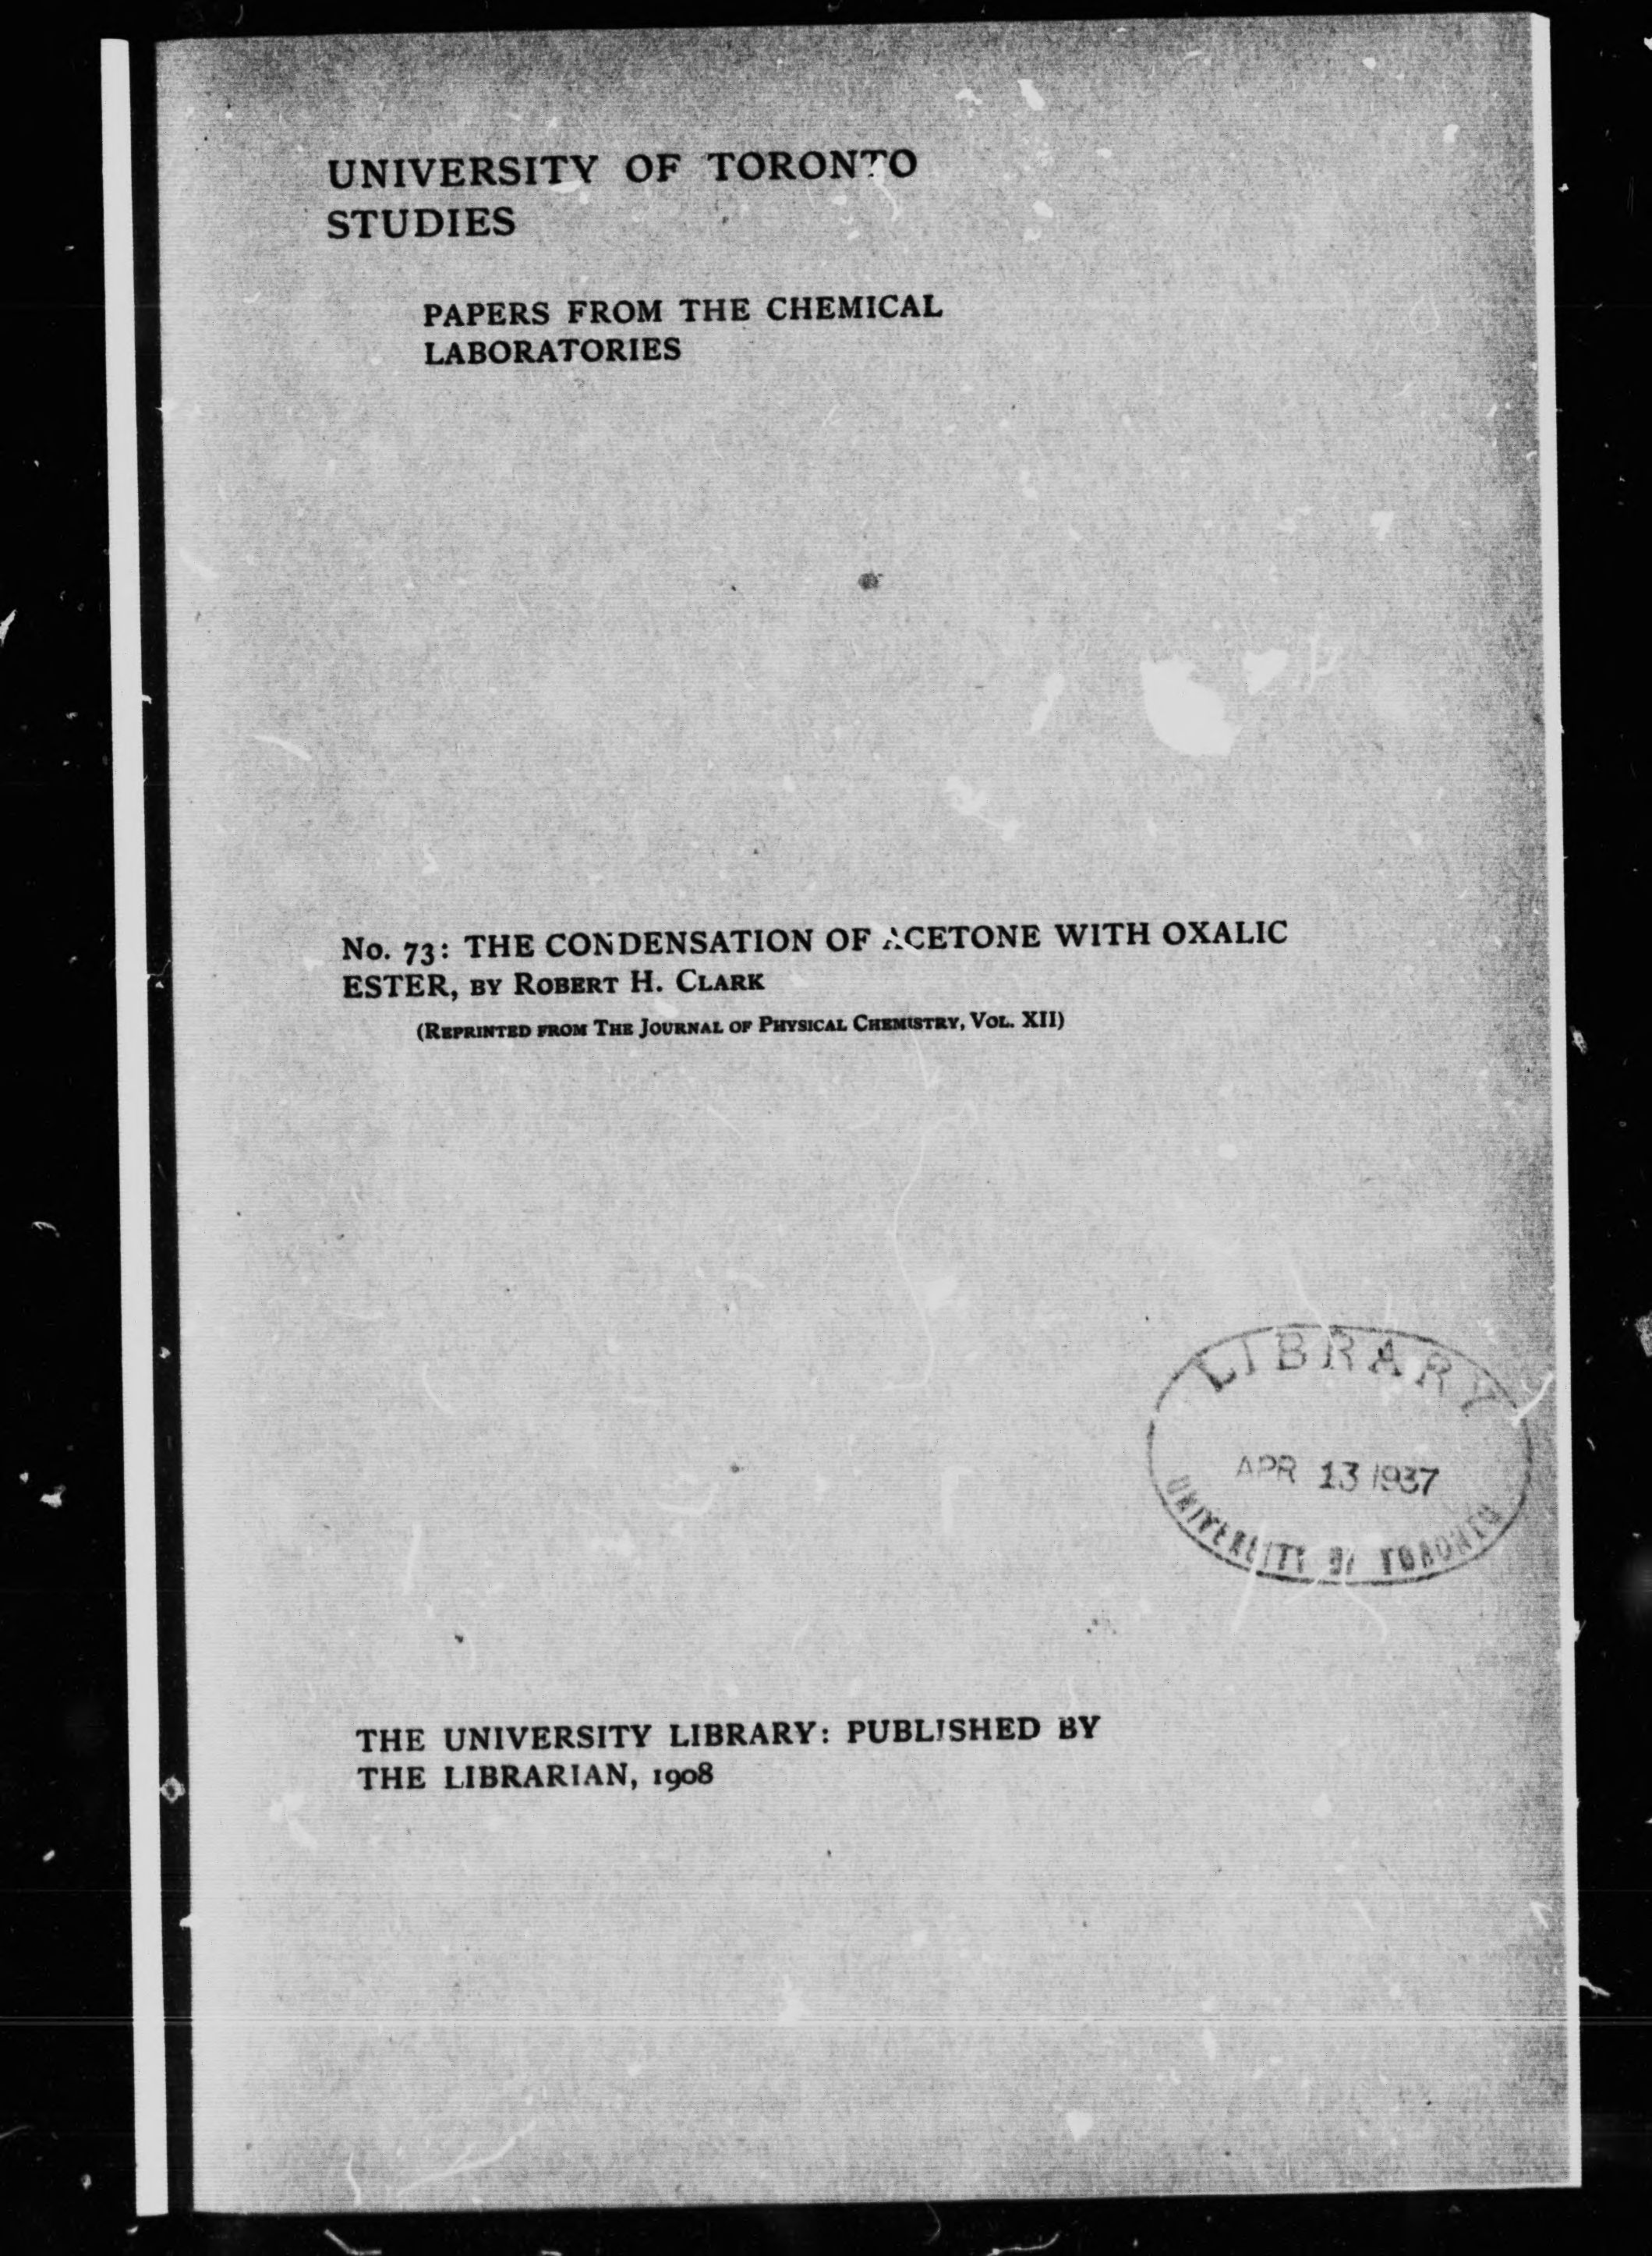 UNIVERSITY OF TORONTO
STUDIES
PAPERS FROM THE CHEMICAL
LABORATORIES
No. 73: THE CONDENSATION OF ACETONE WITH OXALIC
ESTER, BY ROBERT H. CLARK
(REPRINTED FROM THE JOURNAL OF PHYSICAL CHEMISTRY, VOL. XII)
LIBRARY
APR 13 1937
UNIVERSITY OF TORONTO
THE UNIVERSITY LIBRARY: PUBLISHED BY
THE LIBRARIAN, 1908